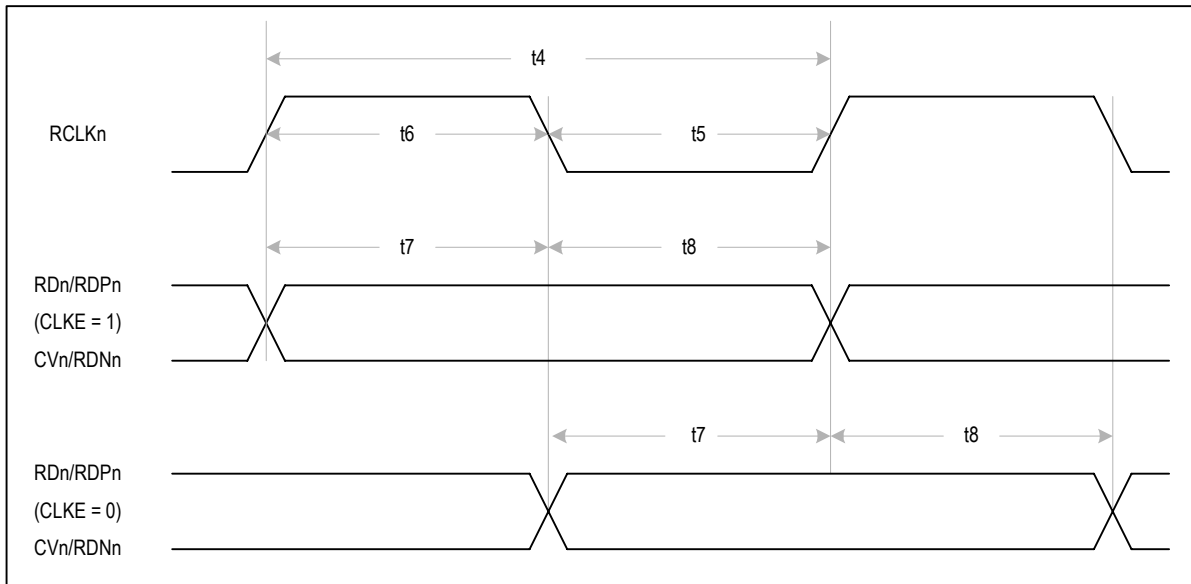 t4
RCLKn
t6
t5
t7
t8
RDn/RDPn
(CLKE = 1)
CVn/RDNn
t7
t8
RDn/RDPn
(CLKE = 0)
CVn/RDNn